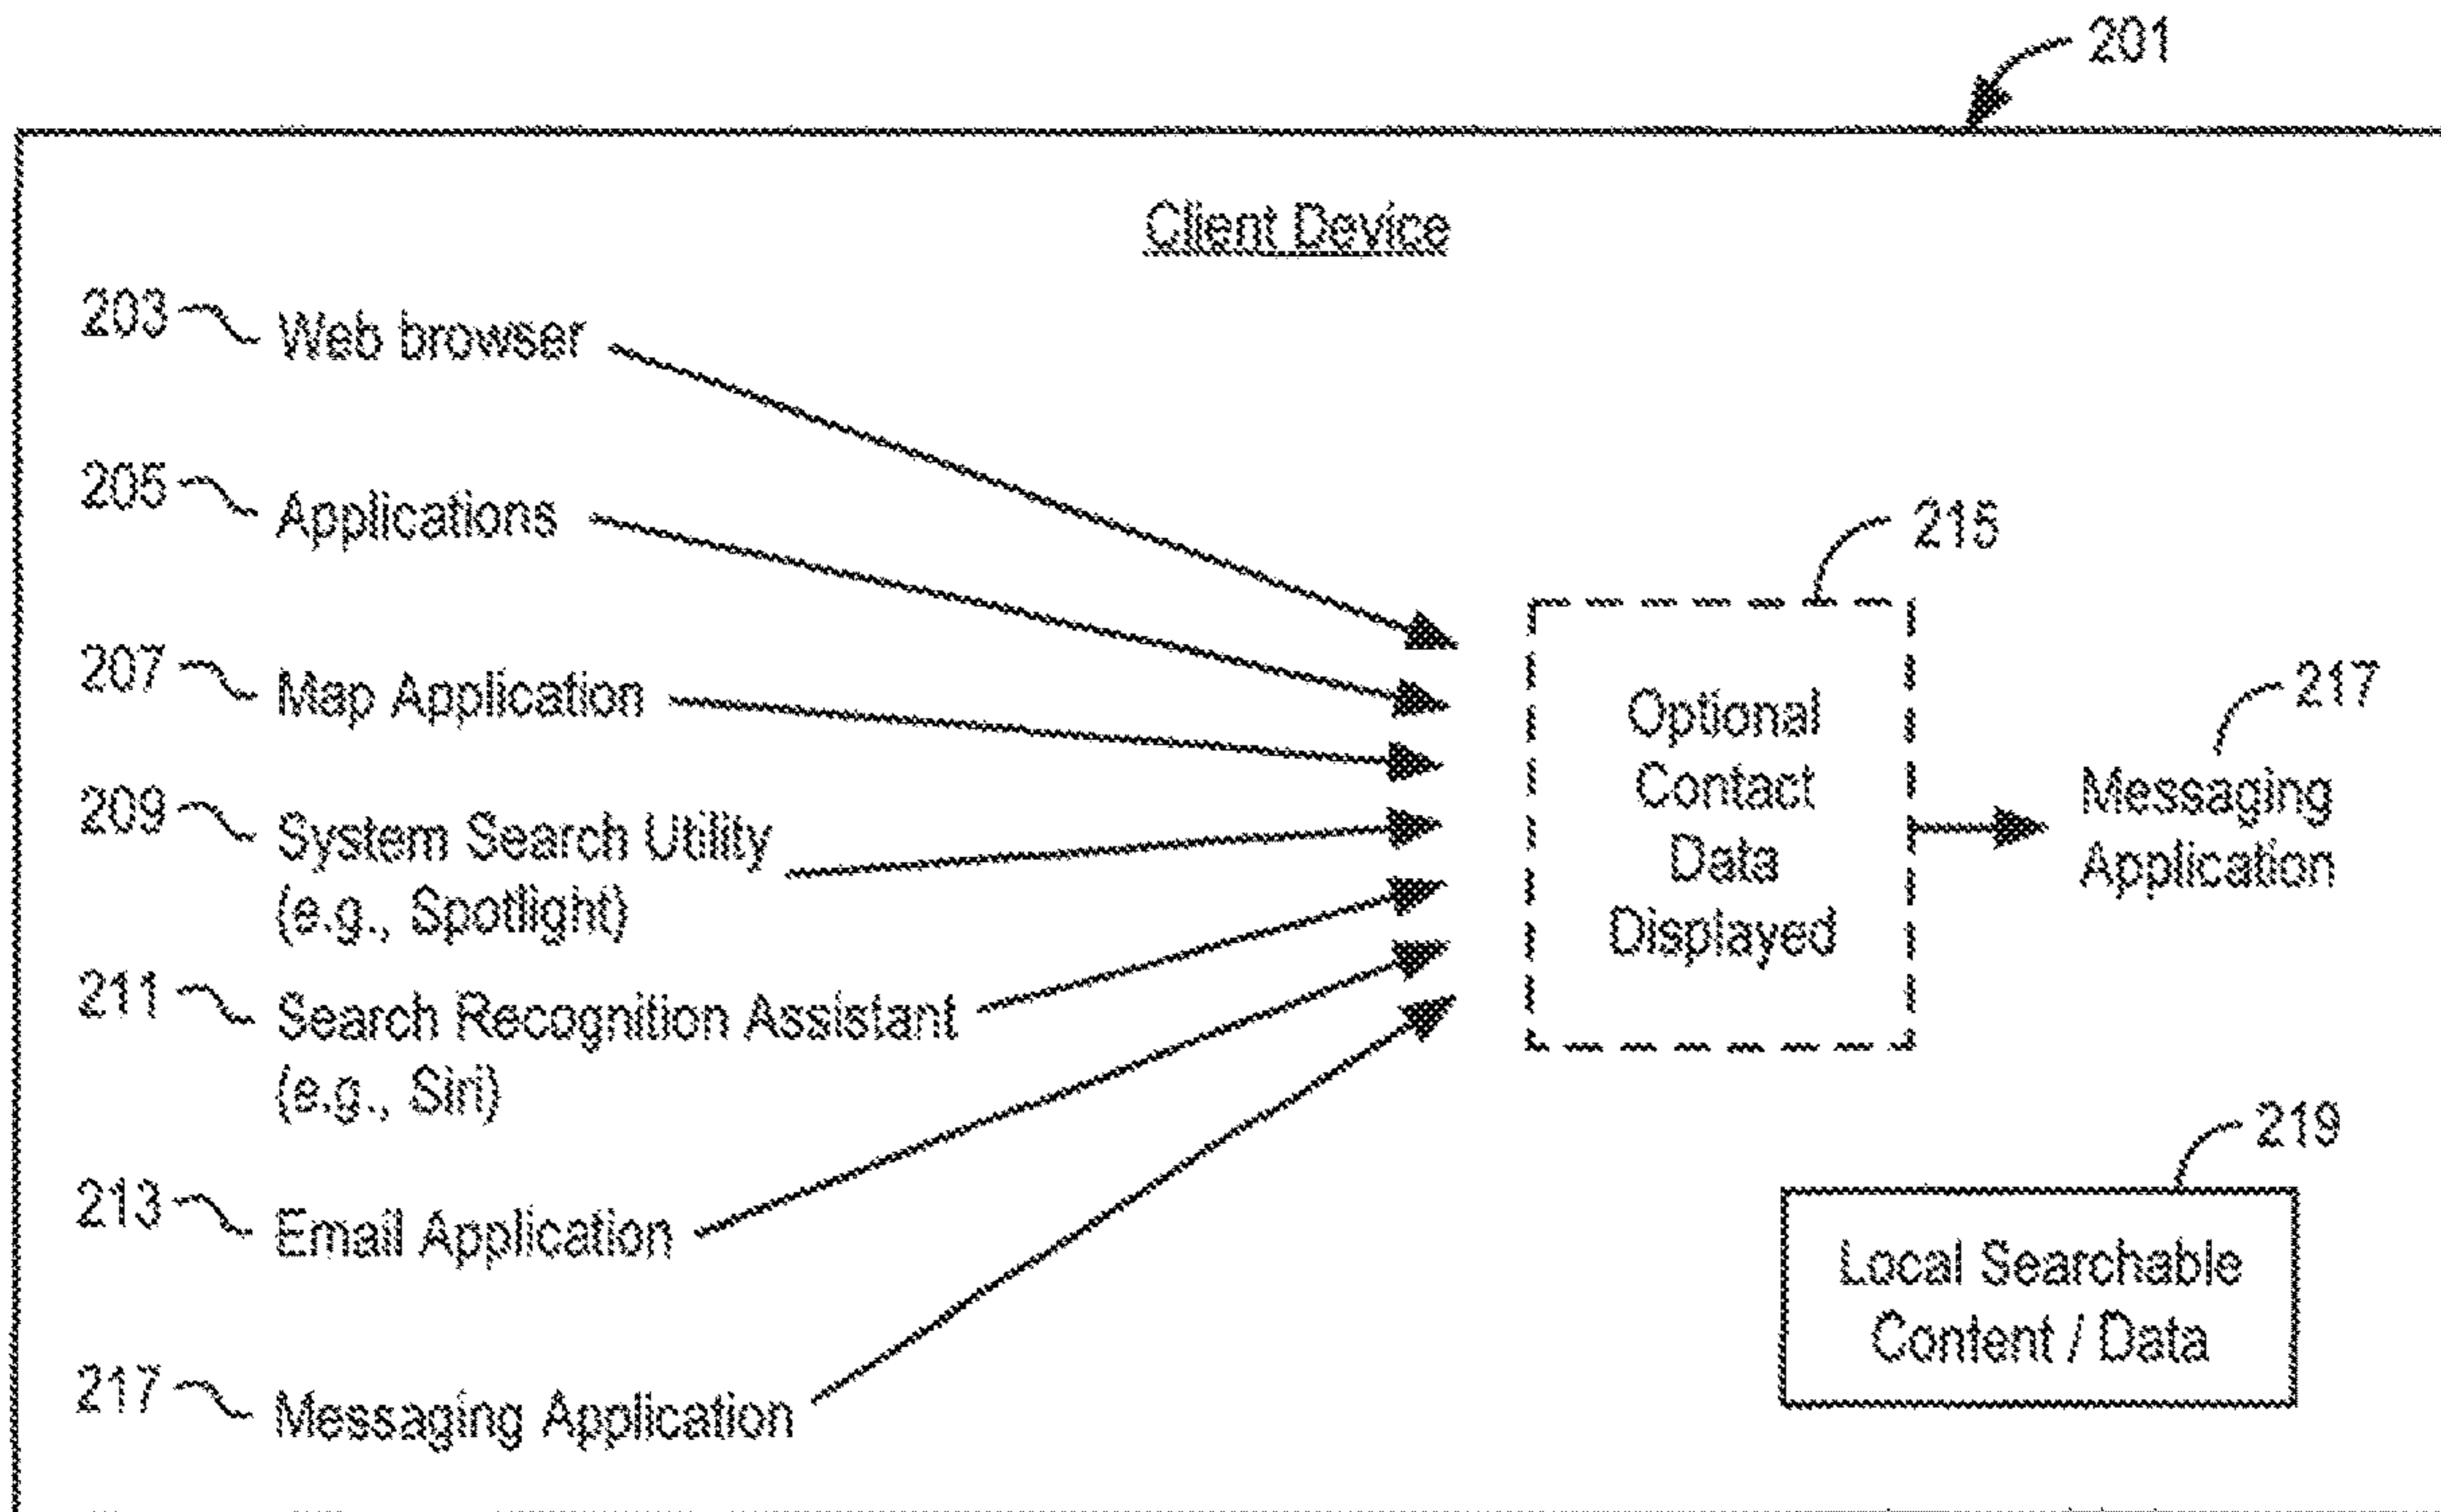 201
Client Device
203 Web browser
205 Applications
215
207 Map Application
217
Optional
Contact
Data
Displayed
Messaging
Application
209 System Search Utility
(e.g., Spotlight)
211 Search Recognition Assistant
(e.g., Siri)
219
213 Email Application
Local Searchable
Content / Data
217 Messaging Application